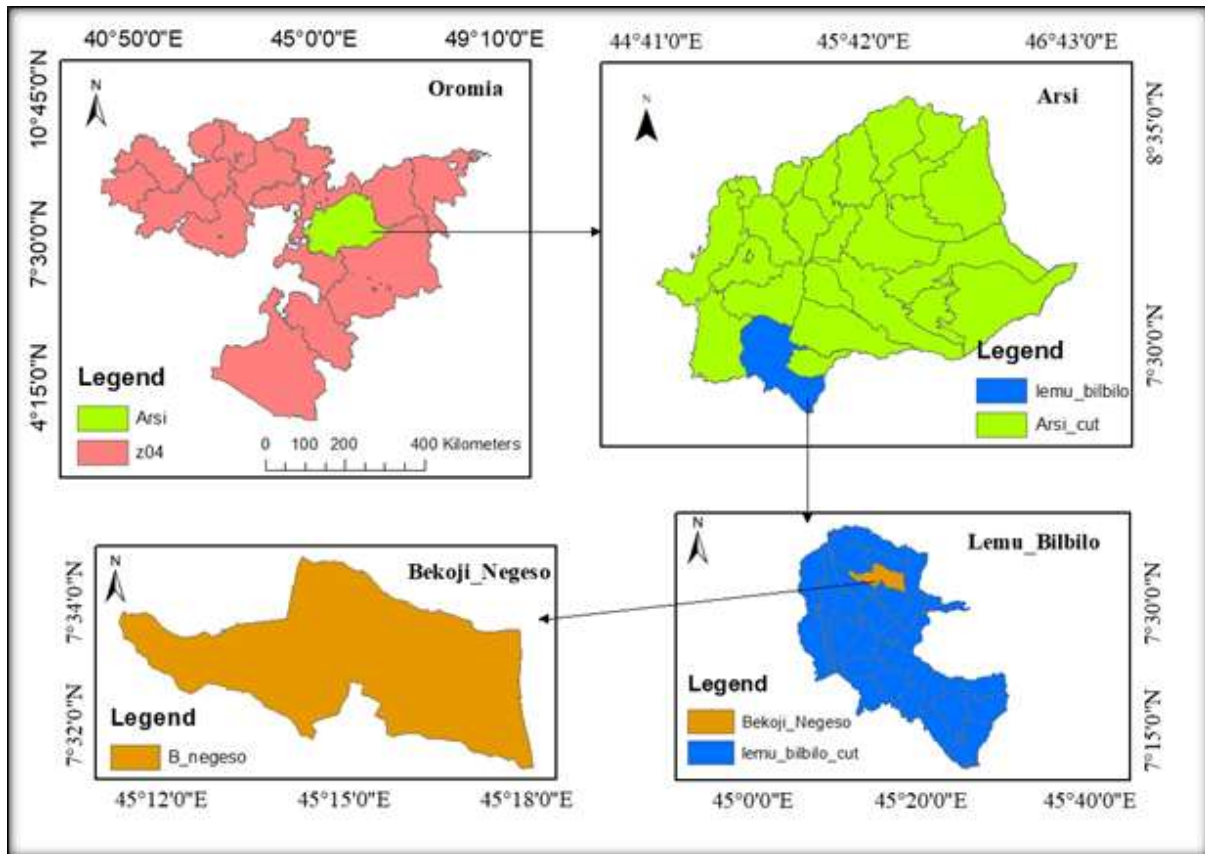 40°50'0"E 45°0'0"E 49°10'0"E
10°45'0"N
7°30'0"N
4°15'0"N
N
Oromia
Legend
Arsi
z04
0 100 200 400 Kilometers
44°41'0"E 45°42'0"E 46°43'0"E
N
Arsi
8°35'0"N
7°30'0"N
Legend
lemu_bilbilo
Arsi_cut
N
Bekoji_Negeso
7°34'0"N
7°32'0"N
Legend
B_negeso
45°12'0"E 45°15'0"E 45°18'0"E
N
Lemu_Bilbilo
7°30'0"N
7°15'0"N
Legend
Bekoji_Negeso
lemu_bilbilo_cut
45°0'0"E 45°20'0"E 45°40'0"E